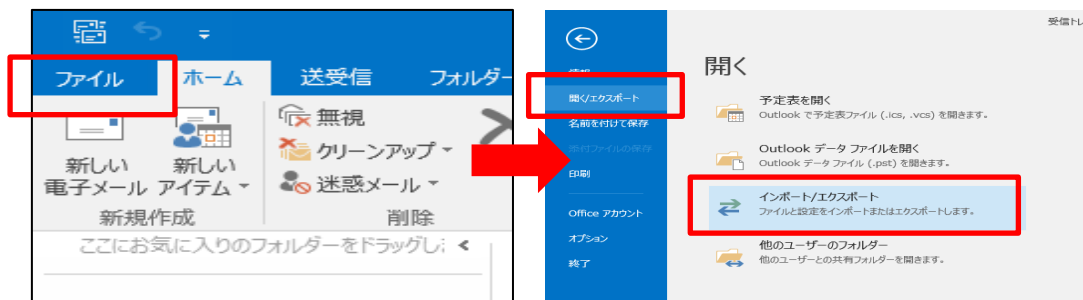 ファイル
ホーム
送受信
フォルダー
新しい
電子メール
新しい
アイテム
無視
クリーンアップ
迷惑メール
新規作成
削除
ここにお気に入りのフォルダーをドラッグし
受信トレ
情報
開く/エクスポート
名前を付けて保存
添付ファイルの保存
印刷
Office アカウント
オプション
終了
開く
予定表を開く
Outlook で予定表ファイル (.ics, .vcs) を開きます。
Outlook データ ファイルを開く
Outlook データ ファイル (.pst) を開きます。
インポート/エクスポート
ファイルと設定をインポートまたはエクスポートします。
他のユーザーのフォルダー
他のユーザーとの共有フォルダーを開きます。